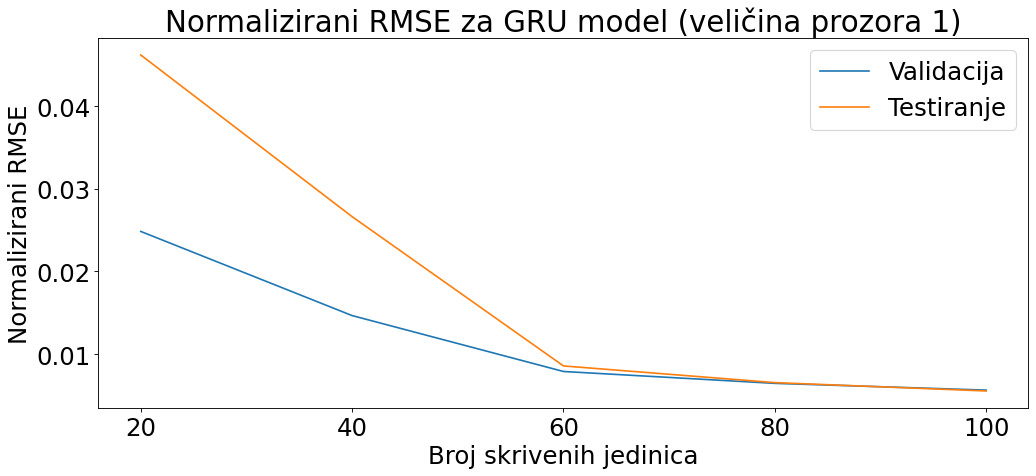 Normalizirani RMSE za GRU model (veličina prozora 1)
Validacija
Testiranje
Normalizirani RMSE
0.04
0.03
0.02
0.01
20 40 60 80 100
Broj skrivenih jedinica